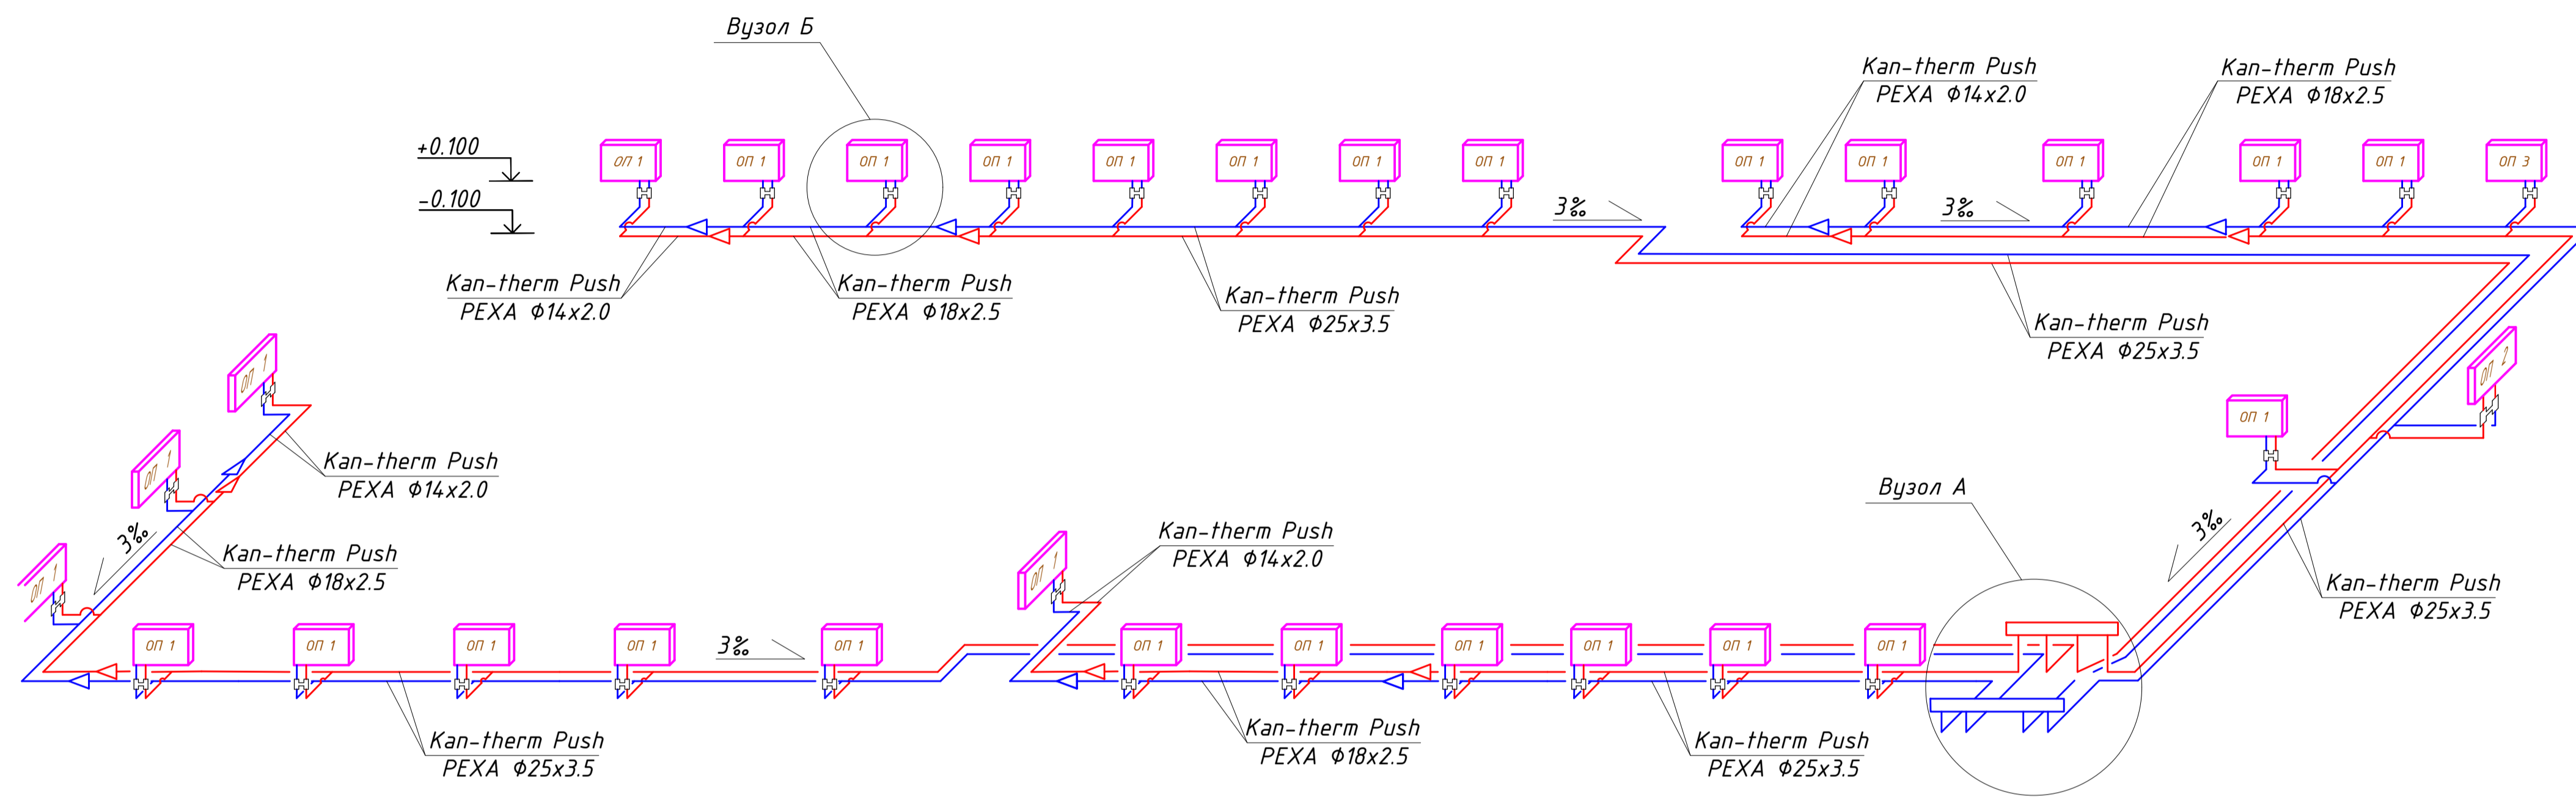 Вузол Б
Kan-therm Push
PEXA Φ14x2.0
Kan-therm Push
PEXA Φ18x2.5
+0.100
-0.100
ОП 1
ОП 1
ОП 1
ОП 1
ОП 1
ОП 1
ОП 1
ОП 1
ОП 1
ОП 1
ОП 1
ОП 1
ОП 1
ОП 3
3‰
3‰
Kan-therm Push
PEXA Φ14x2.0
Kan-therm Push
PEXA Φ18x2.5
Kan-therm Push
PEXA Φ25x3.5
Kan-therm Push
PEXA Φ25x3.5
ОП 1
ОП 2
ОП 1
ОП 1
Kan-therm Push
PEXA Φ14x2.0
Вузол А
3‰
3‰
Kan-therm Push
PEXA Φ18x2.5
Kan-therm Push
PEXA Φ14x2.0
Kan-therm Push
PEXA Φ25x3.5
ОП 1
ОП 1
ОП 1
ОП 1
ОП 1
ОП 1
3‰
ОП 1
ОП 1
ОП 1
ОП 1
ОП 1
ОП 1
ОП 1
Kan-therm Push
PEXA Φ25x3.5
Kan-therm Push
PEXA Φ18x2.5
Kan-therm Push
PEXA Φ25x3.5